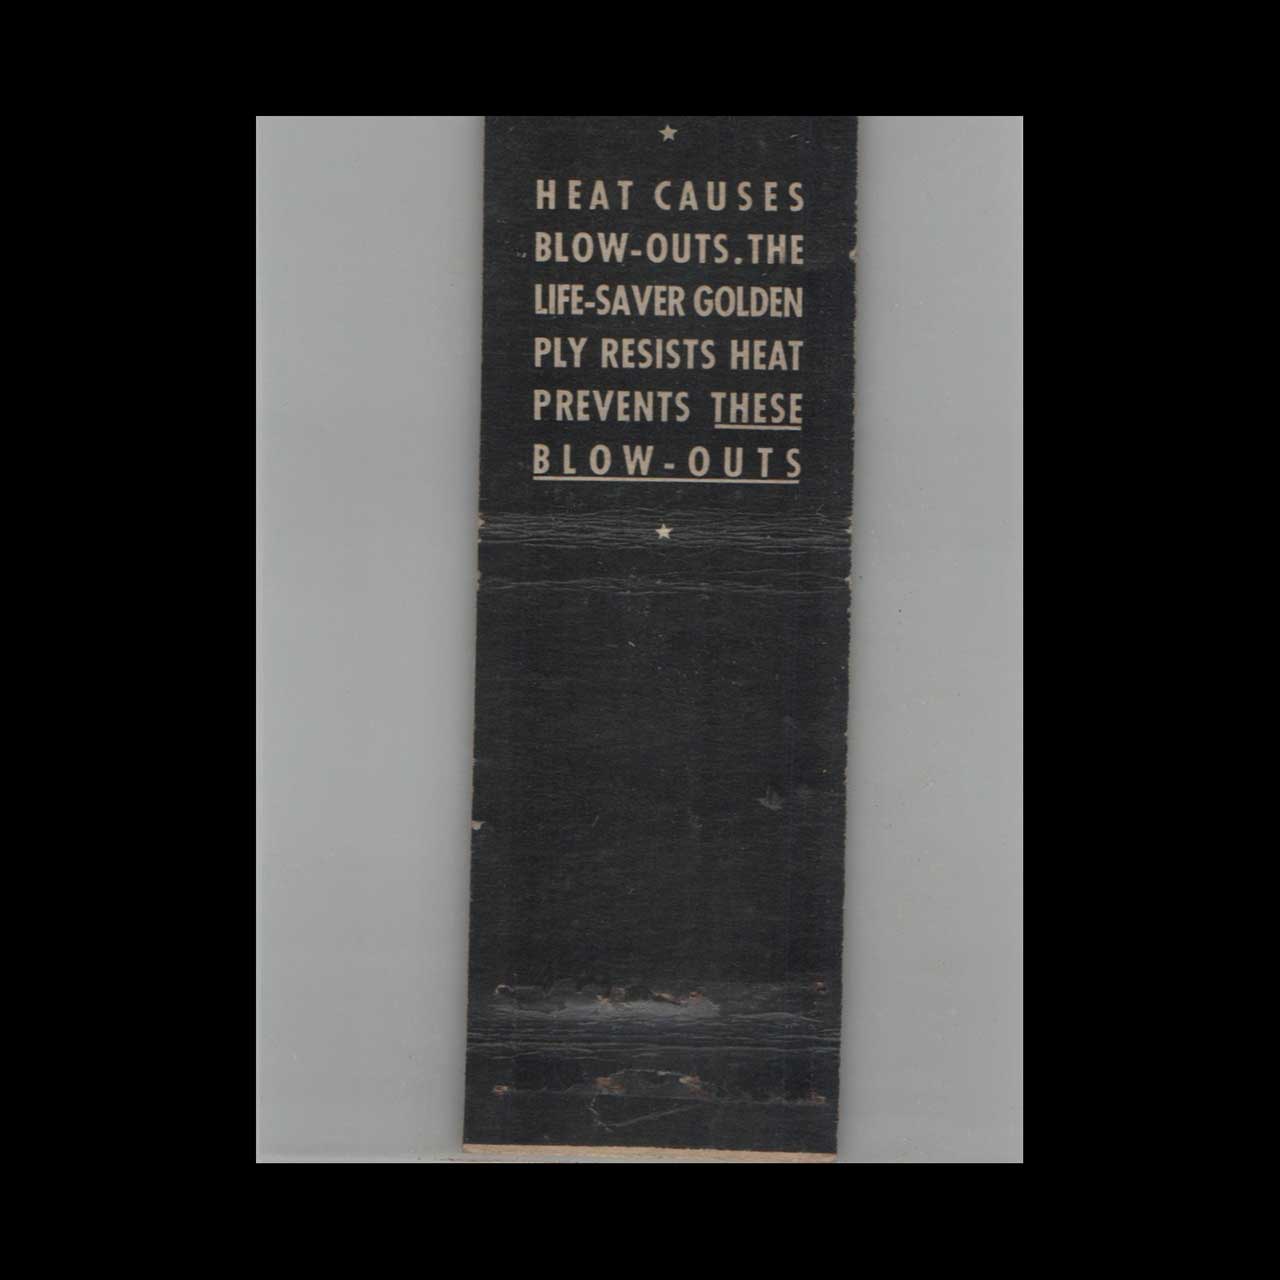 HEAT CAUSES
BLOW-OUTS. THE
LIFE-SAVER GOLDEN
PLY RESISTS HEAT
PREVENTS THESE
BLOW-OUTS